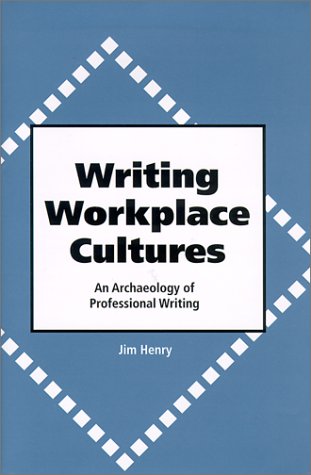 Writing
Workplace
Cultures
An Archaeology of
Professional Writing
Jim Henry